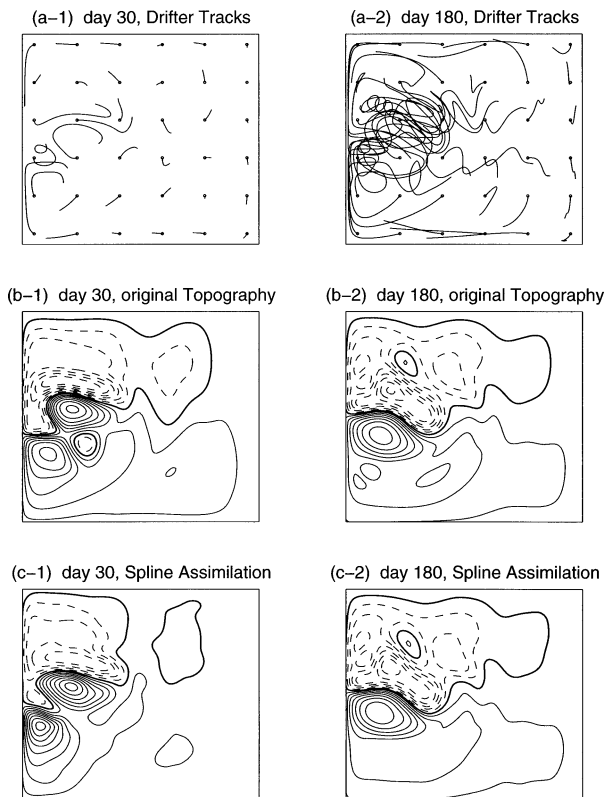 (a−1) day 30, Drifter Tracks
(a−2) day 180, Drifter Tracks
(b−1) day 30, original Topography
(b−2) day 180, original Topography
(c−1) day 30, Spline Assimilation
(c−2) day 180, Spline Assimilation